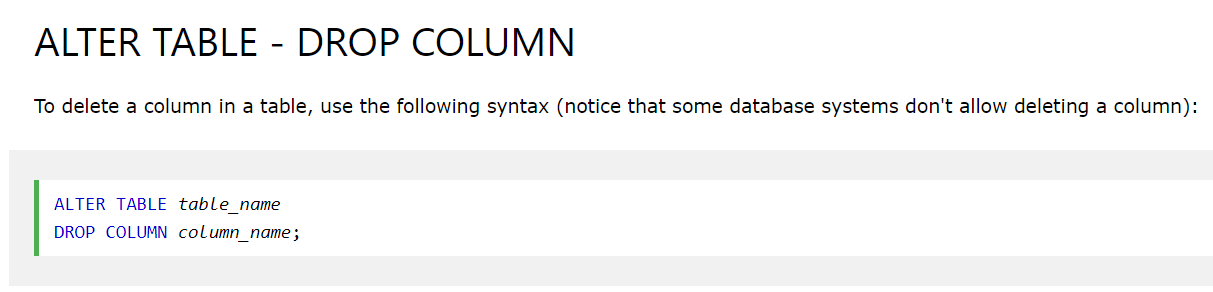 ALTER TABLE - DROP COLUMN
To delete a column in a table, use the following syntax (notice that some database systems don't allow deleting a column):
ALTER TABLE table_name
DROP COLUMN column_name;